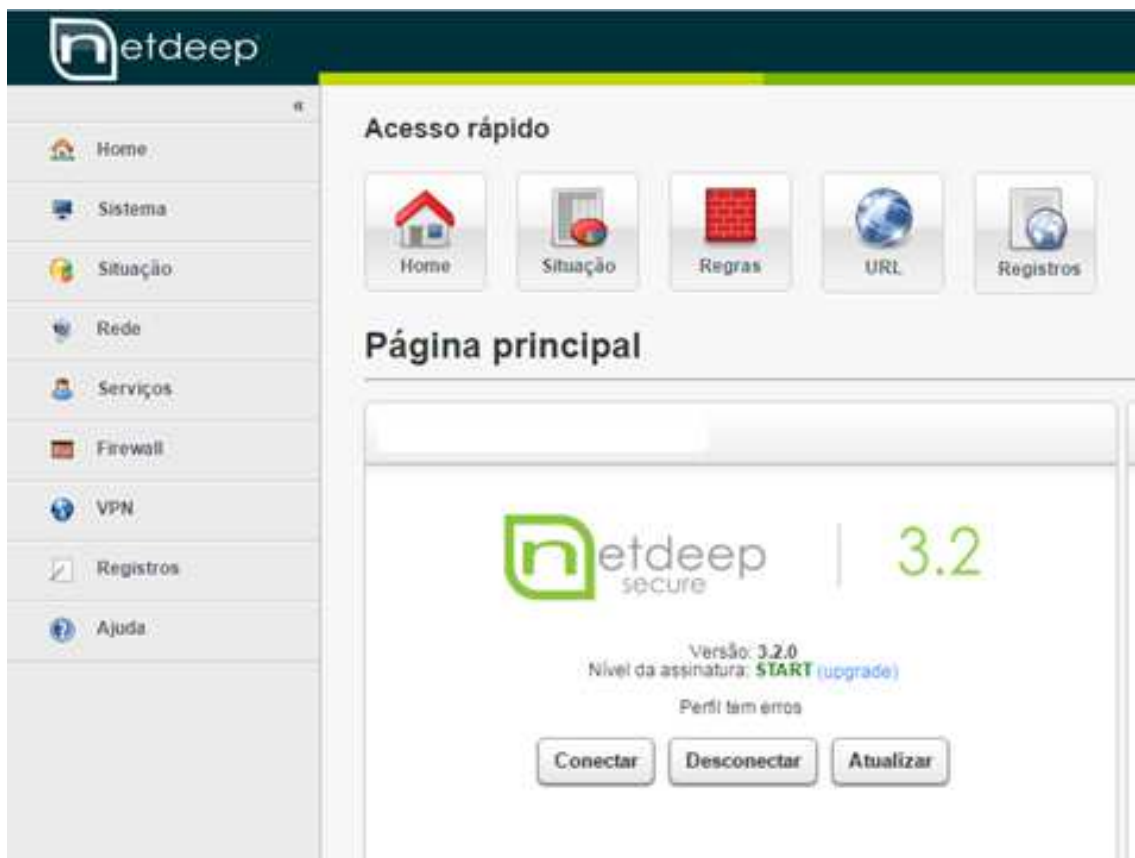 netdeep
«
Home
Sistema
Situação
Rede
Serviços
Firewall
VPN
Registros
Ajuda
Acesso rápido
Home Situação Regras URL Registros
Página principal
netdeep secure 3.2
Versão: 3.2.0
Nível da assinatura: START (upgrade)
Perfil tem erros
Conectar Desconectar Atualizar